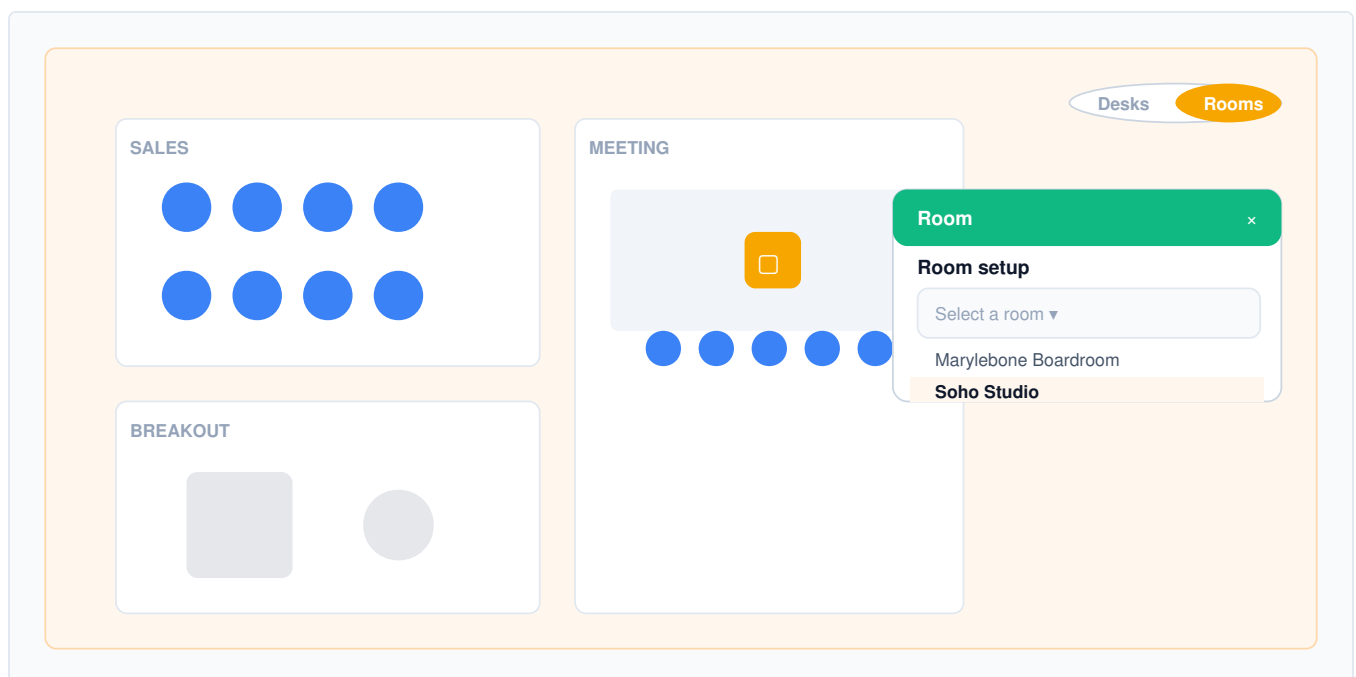 Desks
Rooms
SALES
MEETING
Room ×
Room setup
Select a room ▾
Marylebone Boardroom
Soho Studio
BREAKOUT